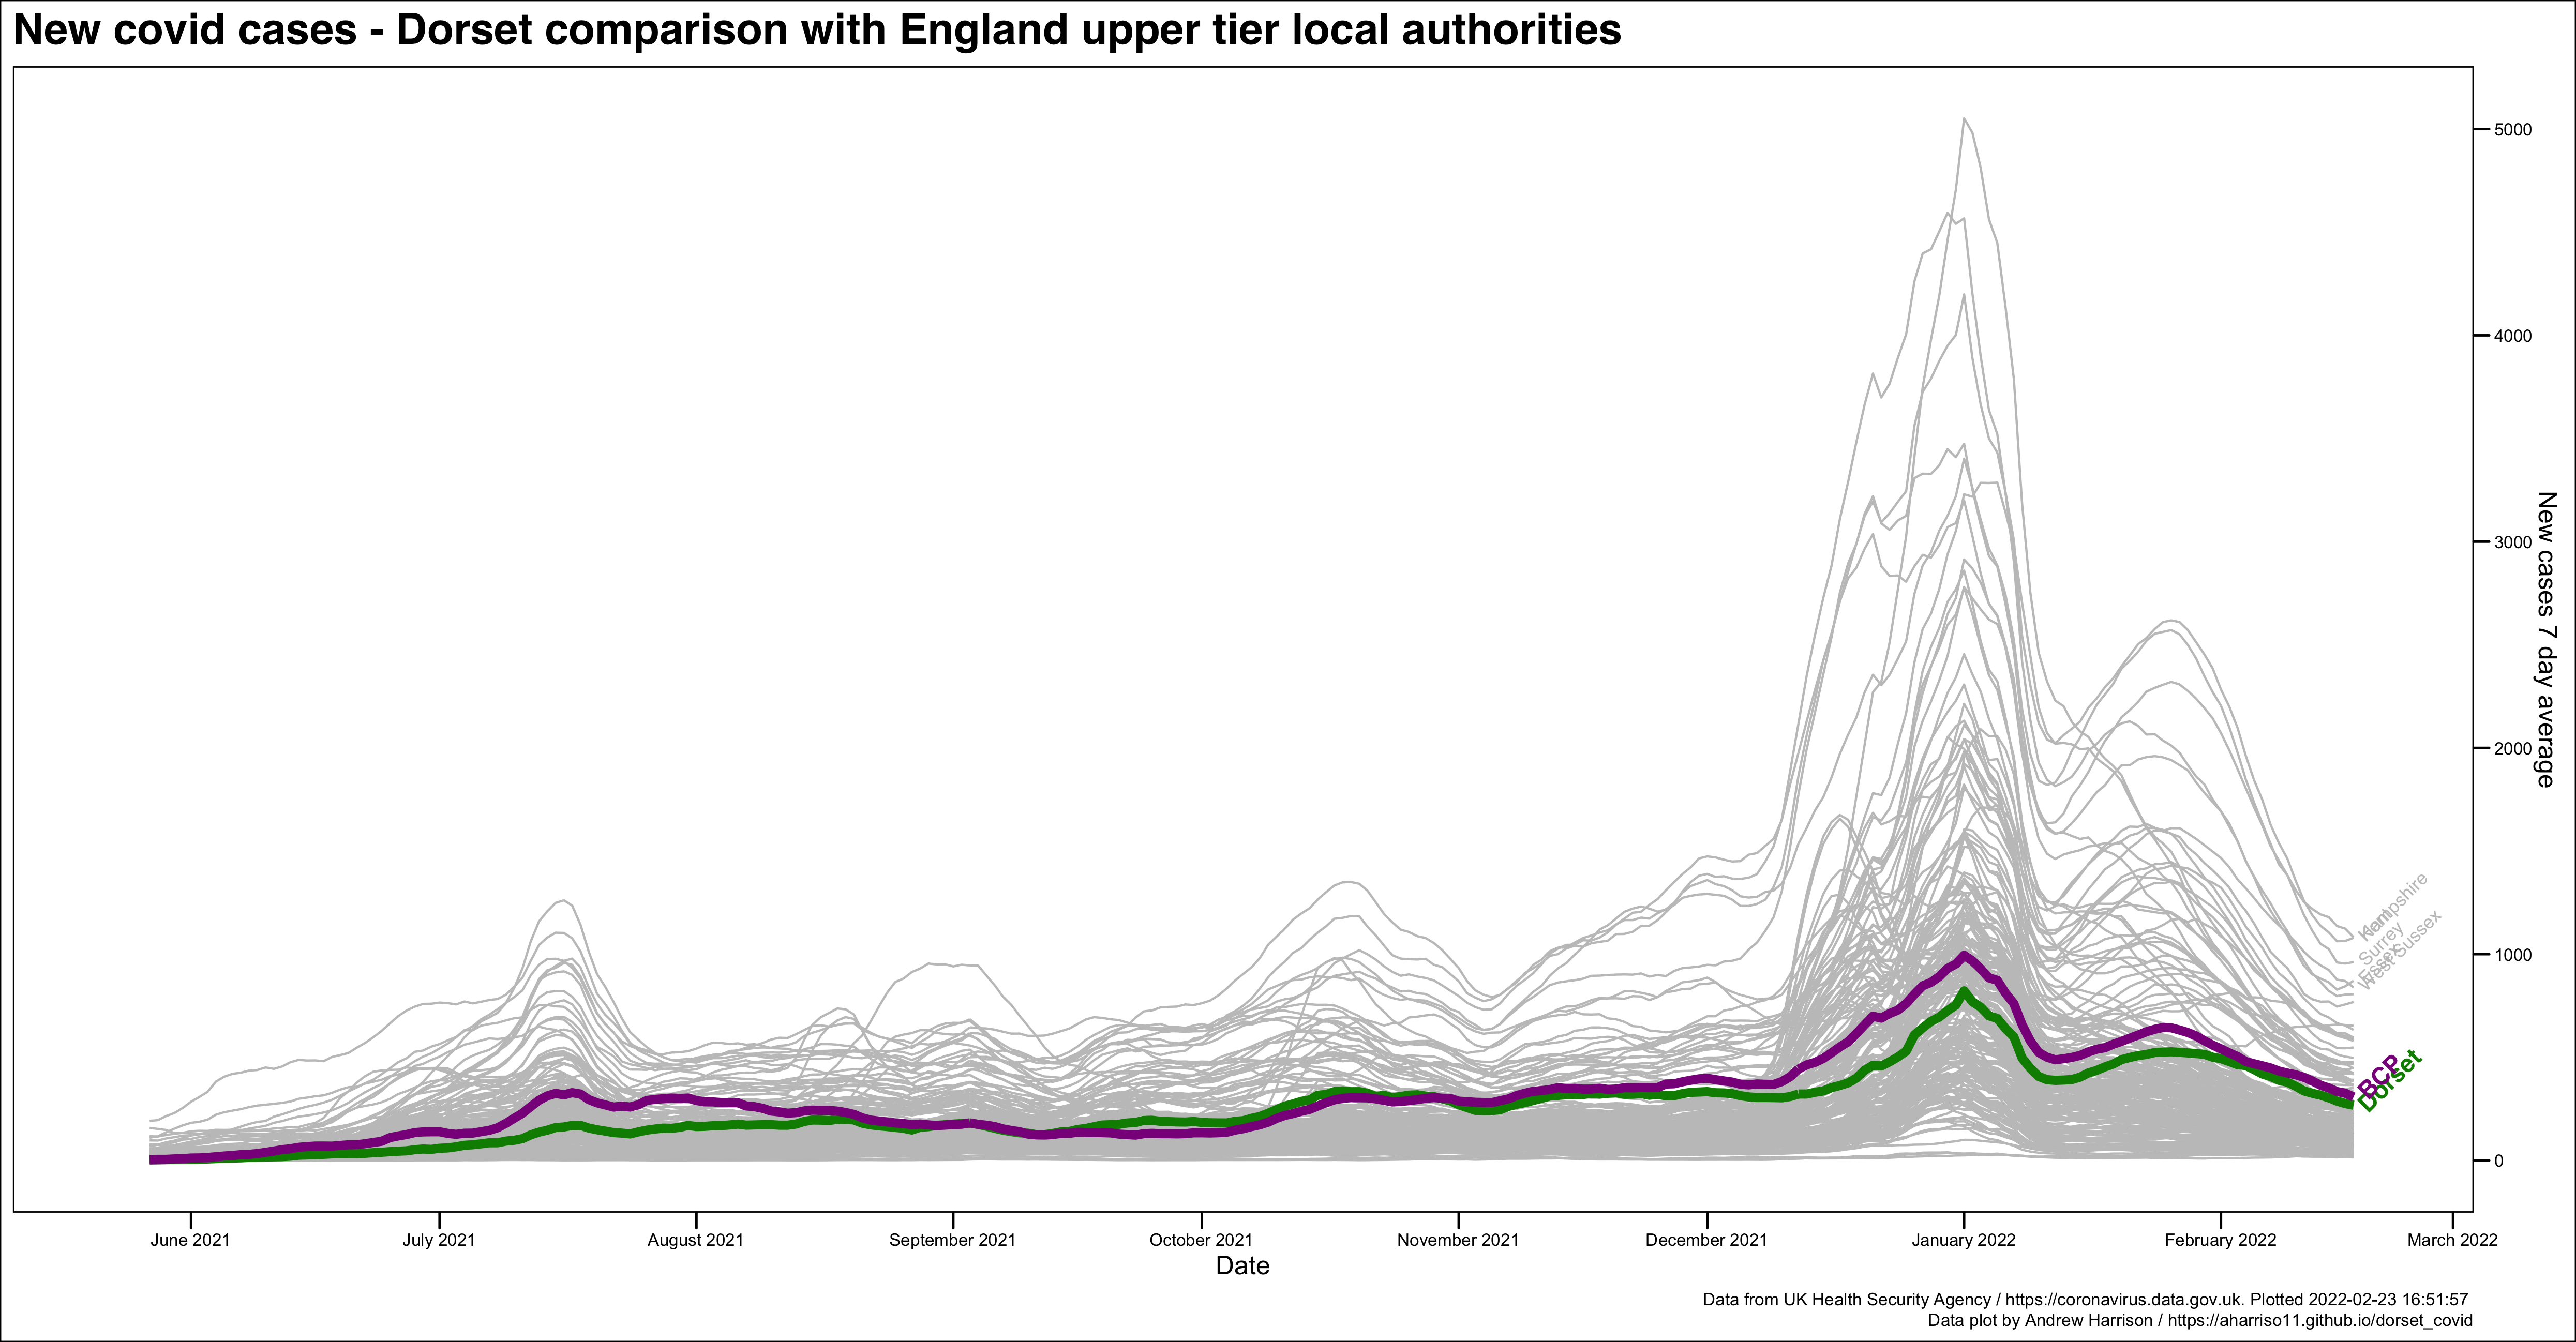 New covid cases - Dorset comparison with England upper tier local authorities
5000
4000
3000
2000
1000
0
New cases 7 day average
Hampshire
Kent
Surrey
Essex
West Sussex
BCP
Dorset
June 2021
July 2021
August 2021
September 2021
October 2021
November 2021
December 2021
January 2022
February 2022
March 2022
Date
Data from UK Health Security Agency / https://coronavirus.data.gov.uk. Plotted 2022-02-23 16:51:57
Data plot by Andrew Harrison / https://aharriso11.github.io/dorset_covid